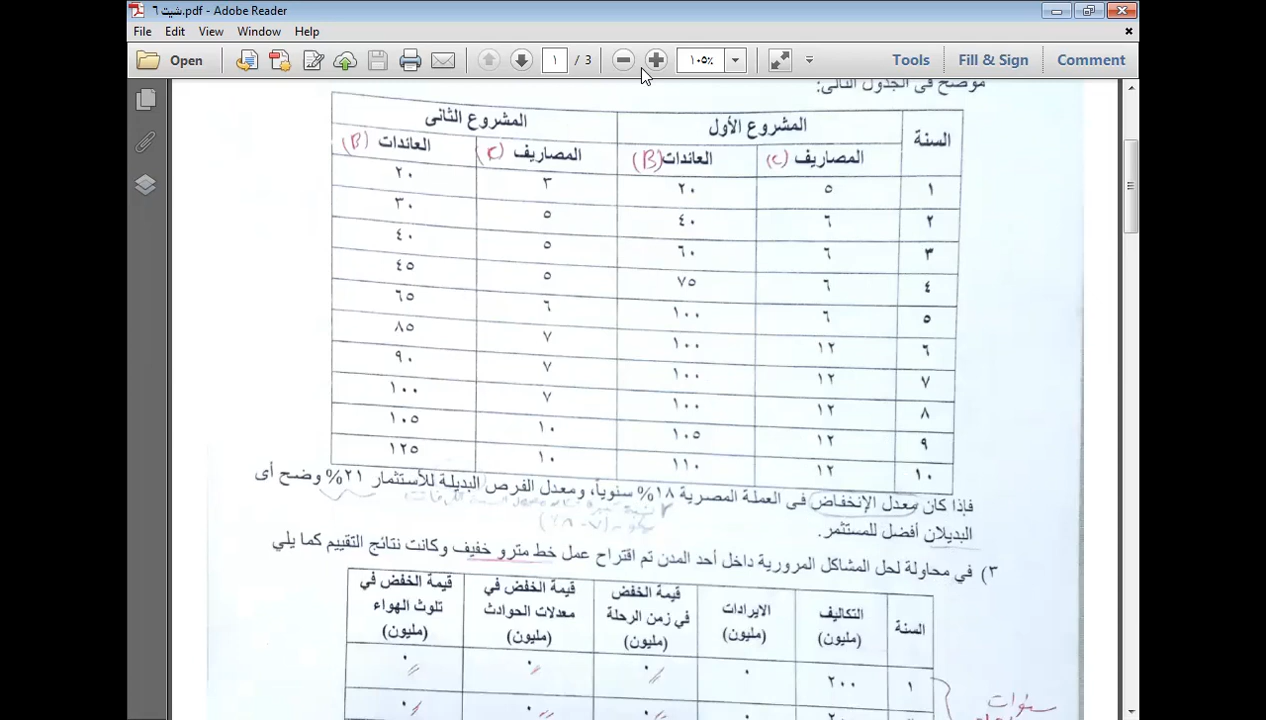 شيت ٦.pdf - Adobe Reader
File Edit View Window Help
Open ١ / 3 ١٠٥٪ Tools Fill & Sign Comment
موضح فى الجدول التالى:
السنة المشروع الأول المشروع الثانى
المصاريف (C) العائدات (B) المصاريف (C) العائدات (B)
١ ٥ ٢٠ ٣ ٢٠
٢ ٦ ٤٠ ٥ ٣٠
٣ ٦ ٦٠ ٥ ٤٠
٤ ٦ ٧٥ ٥ ٤٥
٥ ٦ ١٠٠ ٦ ٦٥
٦ ١٢ ١٠٠ ٧ ٨٥
٧ ١٢ ١٠٠ ٧ ٩٠
٨ ١٢ ١٠٠ ٧ ١٠٠
٩ ١٢ ١٠٥ ١٠ ١٠٥
١٠ ١٢ ١١٠ ١٠ ١٢٥
فإذا كان معدل الإنخفاض فى العملة المصرية ١٨% سنوياً، ومعدل الفرص البديلة للأستثمار ٢١% وضح أى
البديلان أفضل للمستثمر.
٣) في محاولة لحل المشاكل المرورية داخل أحد المدن تم اقتراح عمل خط مترو خفيف وكانت نتائج التقييم كما يلي
السنة التكاليف (مليون) الايرادات (مليون) قيمة الخفض في زمن الرحلة (مليون) قيمة الخفض في معدلات الحوادث (مليون) قيمة الخفض في تلوث الهواء (مليون)
١ ٢٠٠ ٠ ٠ ٠ ٠
سنوات